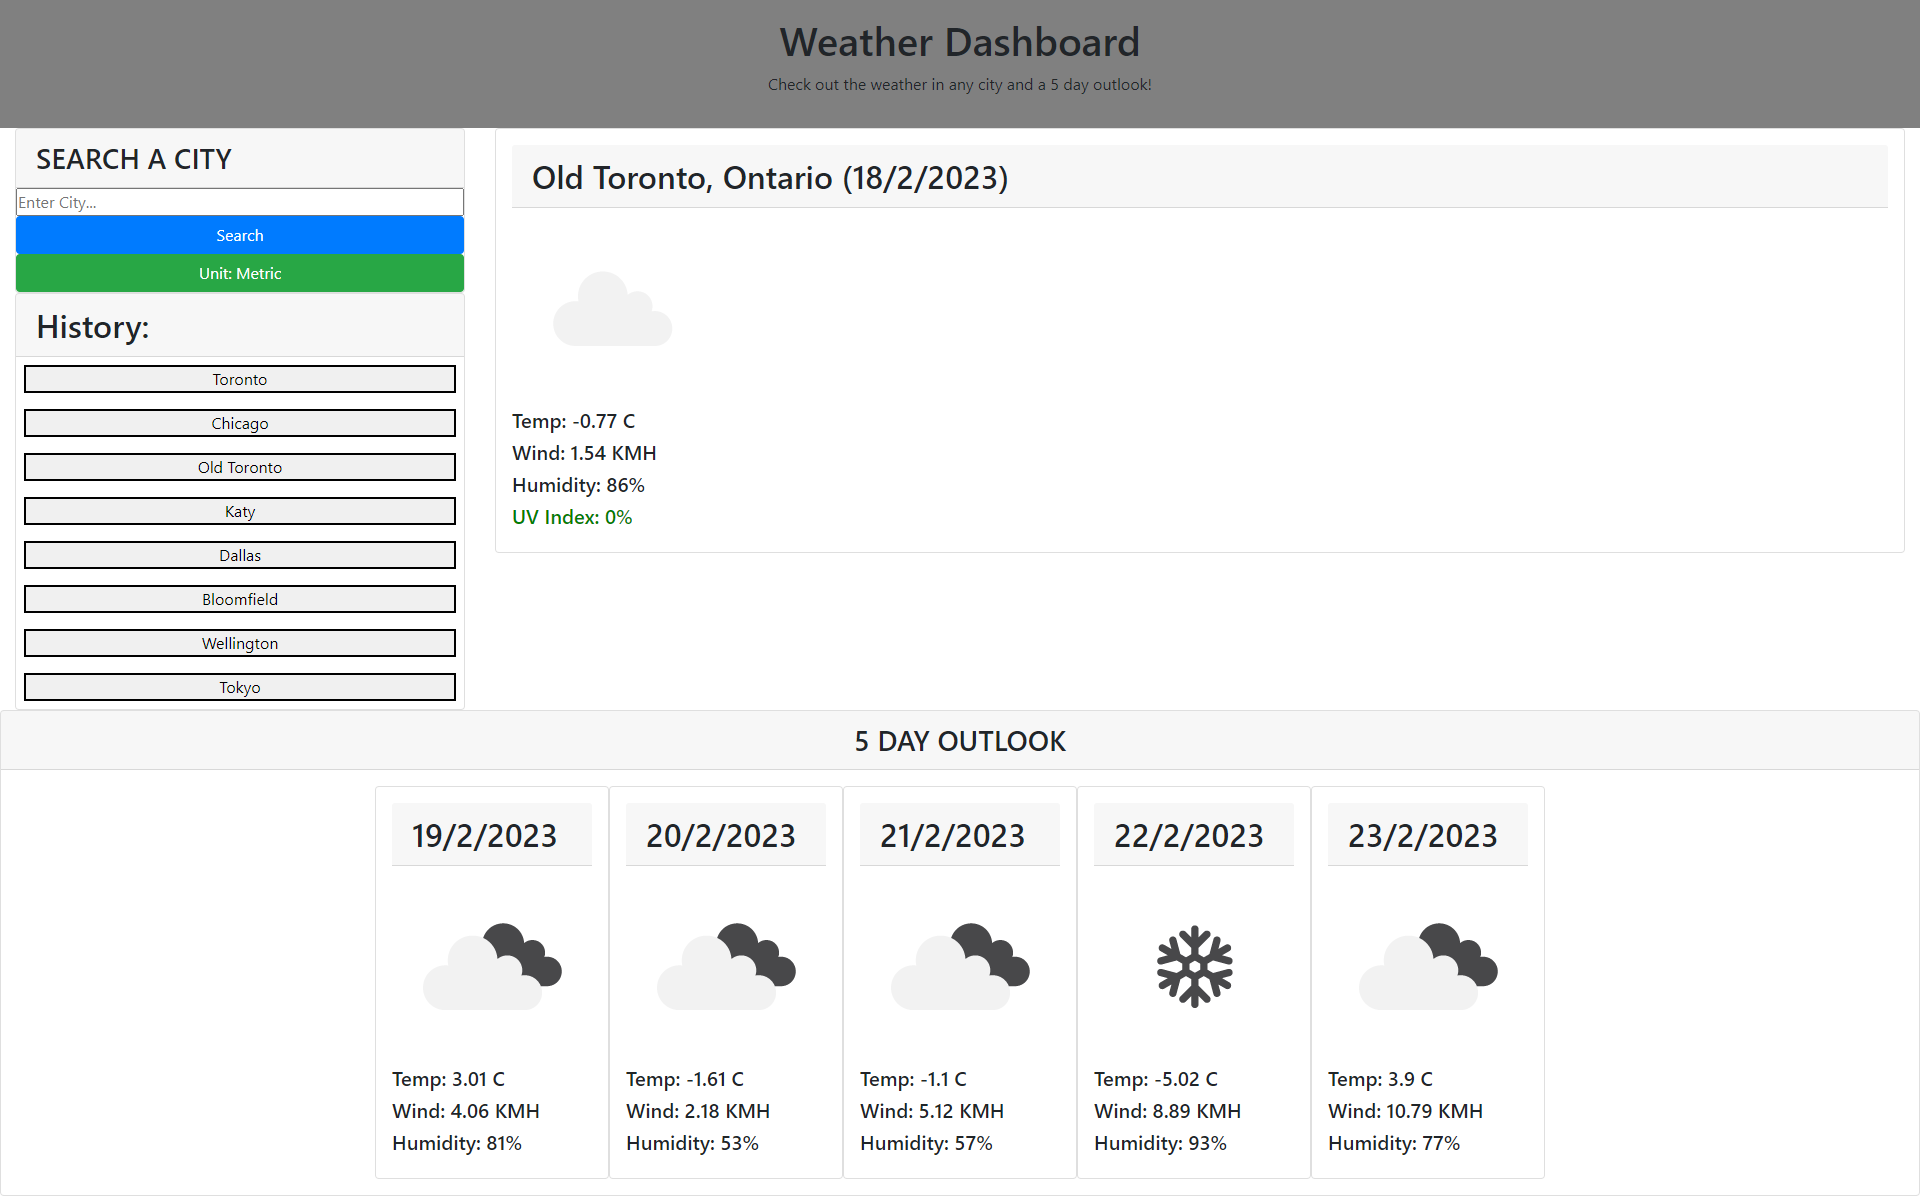 Weather Dashboard
Check out the weather in any city and a 5 day outlook!
SEARCH A CITY
Enter City...
Search
Unit: Metric
History:
Toronto
Chicago
Old Toronto
Katy
Dallas
Bloomfield
Wellington
Tokyo
Old Toronto, Ontario (18/2/2023)
Temp: -0.77 C
Wind: 1.54 KMH
Humidity: 86%
UV Index: 0%
5 DAY OUTLOOK
19/2/2023
Temp: 3.01 C
Wind: 4.06 KMH
Humidity: 81%
20/2/2023
Temp: -1.61 C
Wind: 2.18 KMH
Humidity: 53%
21/2/2023
Temp: -1.1 C
Wind: 5.12 KMH
Humidity: 57%
22/2/2023
Temp: -5.02 C
Wind: 8.89 KMH
Humidity: 93%
23/2/2023
Temp: 3.9 C
Wind: 10.79 KMH
Humidity: 77%